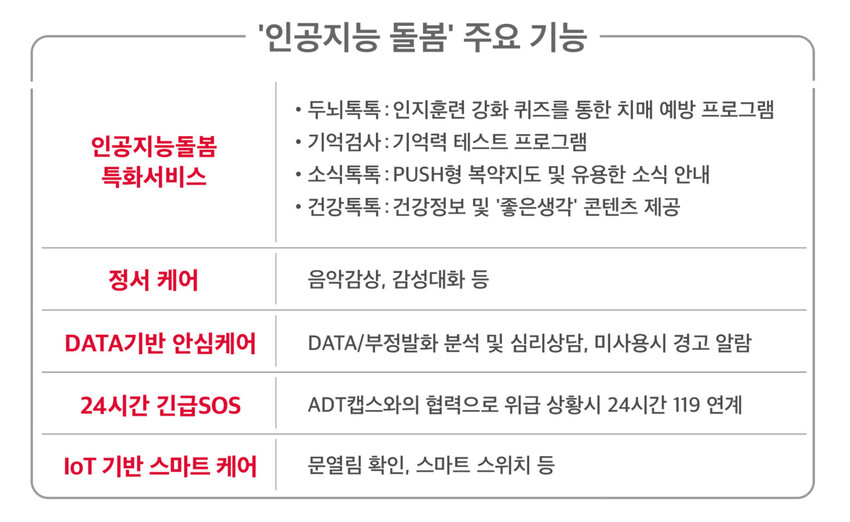 '인공지능 돌봄' 주요 기능
인공지능돌봄
특화서비스
• 두뇌톡톡 : 인지훈련 강화 퀴즈를 통한 치매 예방 프로그램
• 기억검사 : 기억력 테스트 프로그램
• 소식톡톡 : PUSH형 복약지도 및 유용한 소식 안내
• 건강톡톡 : 건강정보 및 '좋은생각' 콘텐츠 제공
정서 케어
음악감상, 감성대화 등
DATA기반 안심케어
DATA/부정발화 분석 및 심리상담, 미사용시 경고 알람
24시간 긴급SOS
ADT캡스와의 협력으로 위급 상황시 24시간 119 연계
IoT 기반 스마트 케어
문열림 확인, 스마트 스위치 등